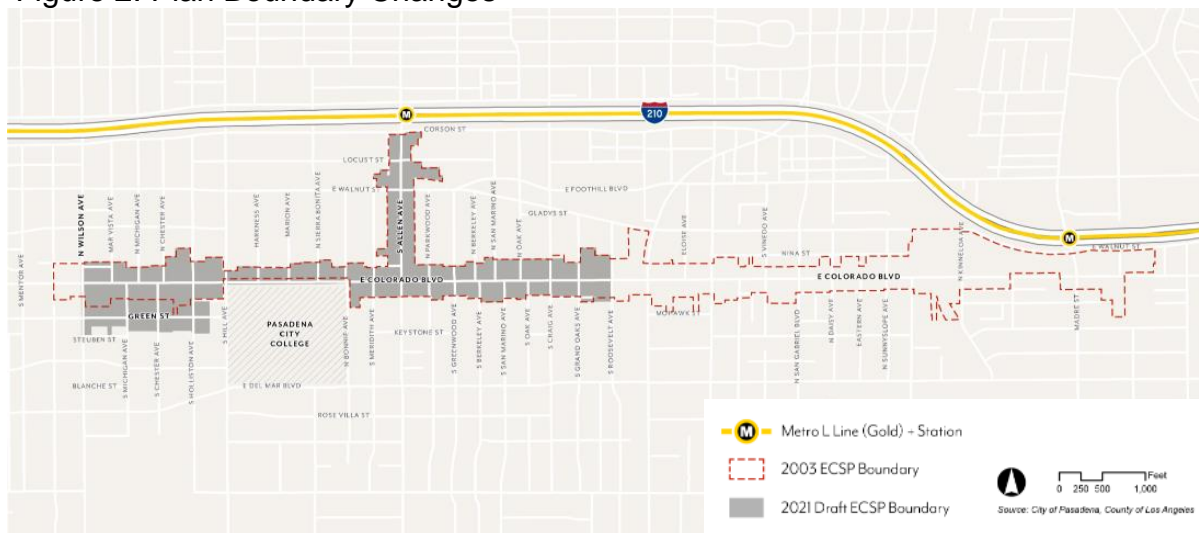 Figure 2: Plan Boundary Changes
M
CORSON ST
210
LOCUST ST
E WALNUT ST
E FOOTHILL BLVD
GLADYS ST
N WILSON AVE
MAR VISTA AVE
N MICHIGAN AVE
N CHESTER AVE
HARKNESS AVE
MARION AVE
N SIERRA BONITA AVE
S ALLEN AVE
N PARKWOOD AVE
N BERKELEY AVE
N SAN MARINO AVE
N OAK AVE
ELOISE AVE
S VINEDO AVE
NINA ST
N KINNELOA AVE
M
E WALNUT ST
S MENTOR AVE
E COLORADO BLVD
E COLORADO BLVD
GREEN ST
S HILL AVE
PASADENA
CITY
COLLEGE
N BONNIE AVE
S MERIDITH AVE
KEYSTONE ST
S GREENWOOD AVE
S BERKELEY AVE
S SAN MARINO AVE
S OAK AVE
S CRAIG AVE
S GRAND OAKS AVE
S ROOSEVELT AVE
MOHAWK ST
N SAN GABRIEL BLVD
N DAISY AVE
EASTERN AVE
N SUNNYSLOPE AVE
MADRE ST
STEUBEN ST
BLANCHE ST
S MICHIGAN AVE
S CHESTER AVE
S HOLLISTON AVE
E DEL MAR BLVD
ROSE VILLA ST
M Metro L Line (Gold) + Station
2003 ECSP Boundary
2021 Draft ECSP Boundary
Feet
0 250 500 1,000
Source: City of Pasadena, County of Los Angeles